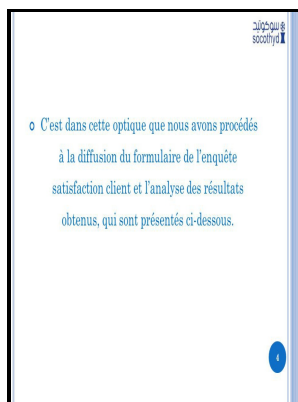 سوكوتيد
socothyd
C'est dans cette optique que nous avons procédés
à la diffusion du formulaire de l'enquête
satisfaction client et l'analyse des résultats
obtenus, qui sont présentés ci-dessous.
4